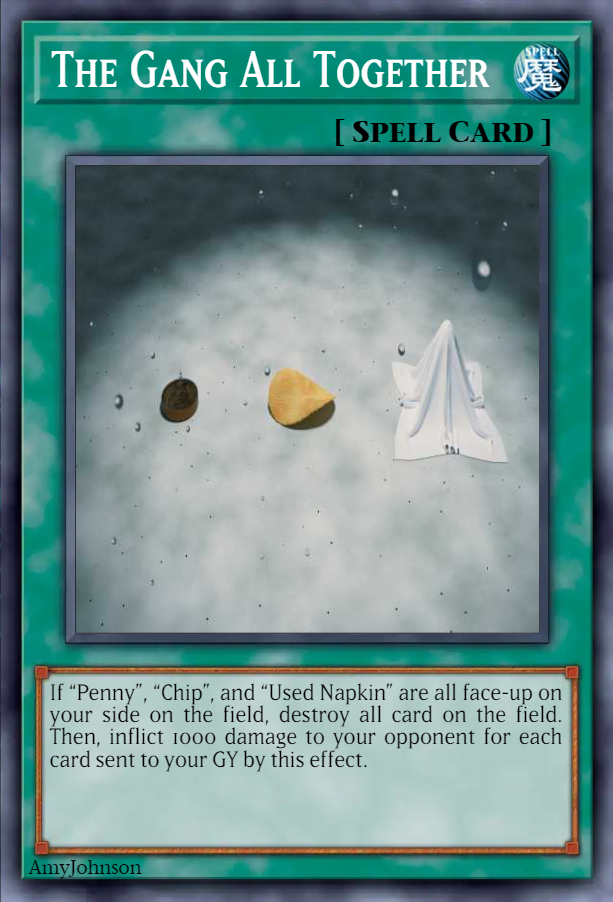 The Gang All Together
SPELL
魔
[ Spell Card ]
If “Penny”, “Chip”, and “Used Napkin” are all face-up on
your side on the field, destroy all card on the field.
Then, inflict 1000 damage to your opponent for each
card sent to your GY by this effect.
AmyJohnson